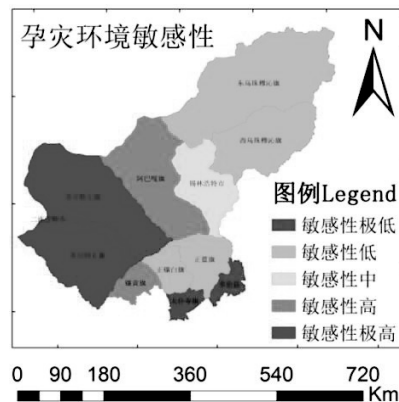 孕灾环境敏感性
N
东乌珠穆沁旗
西乌珠穆沁旗
阿巴嘎旗
锡林浩特市
图例Legend
敏感性极低
敏感性低
敏感性中
敏感性高
敏感性极高
正蓝旗
正镶白旗
镶黄旗
0 90 180 360 540 720
Km